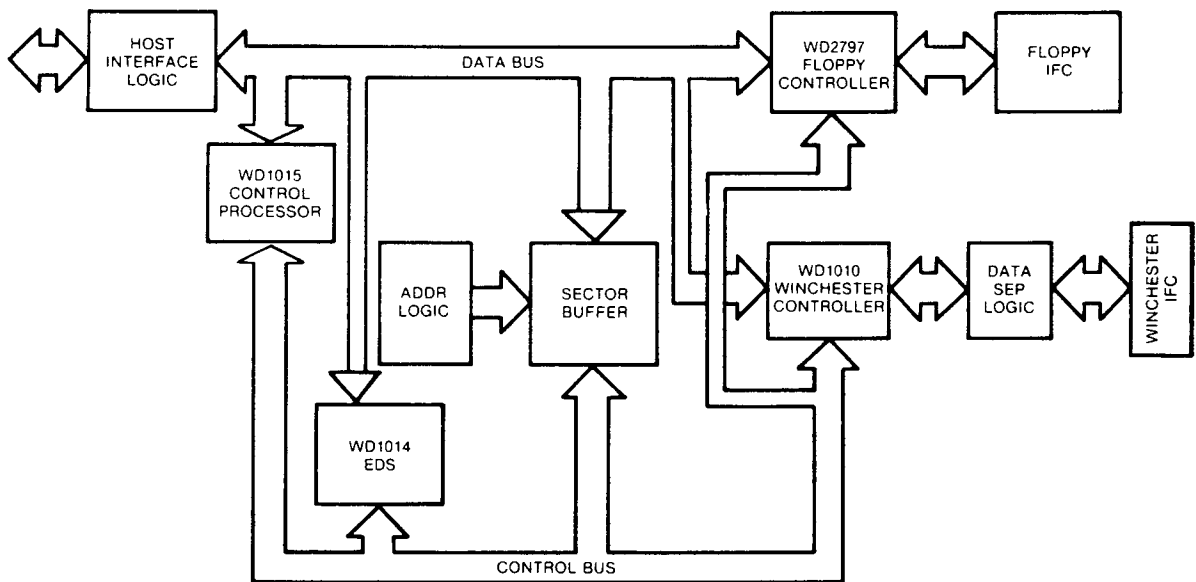 HOST
INTERFACE
LOGIC
DATA BUS
WD2797
FLOPPY
CONTROLLER
FLOPPY
IFC
WD1015
CONTROL
PROCESSOR
ADDR
LOGIC
SECTOR
BUFFER
WD1010
WINCHESTER
CONTROLLER
DATA
SEP
LOGIC
WINCHESTER
IFC
WD1014
EDS
CONTROL BUS